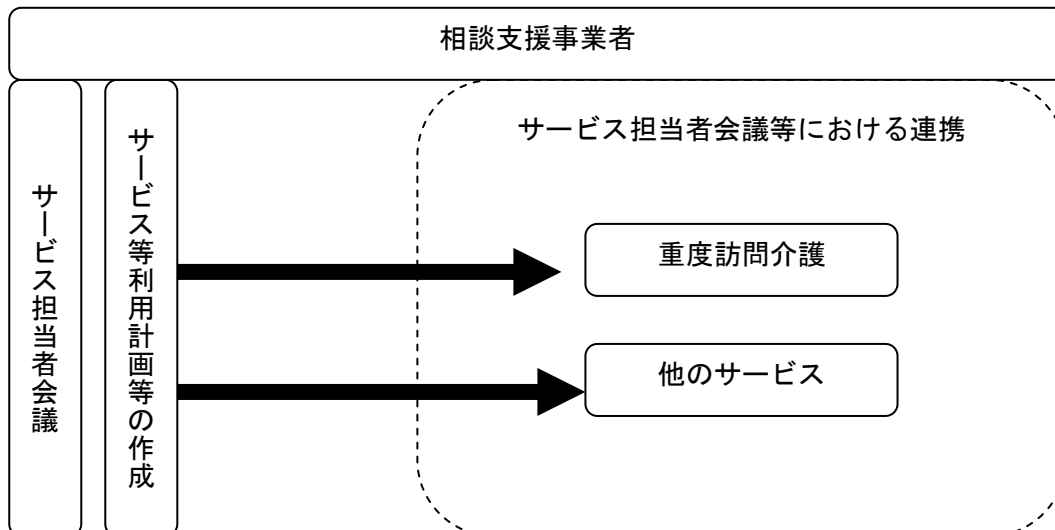 相談支援事業者
サービス担当者会議
サービス等利用計画等の作成
サービス担当者会議等における連携
重度訪問介護
他のサービス